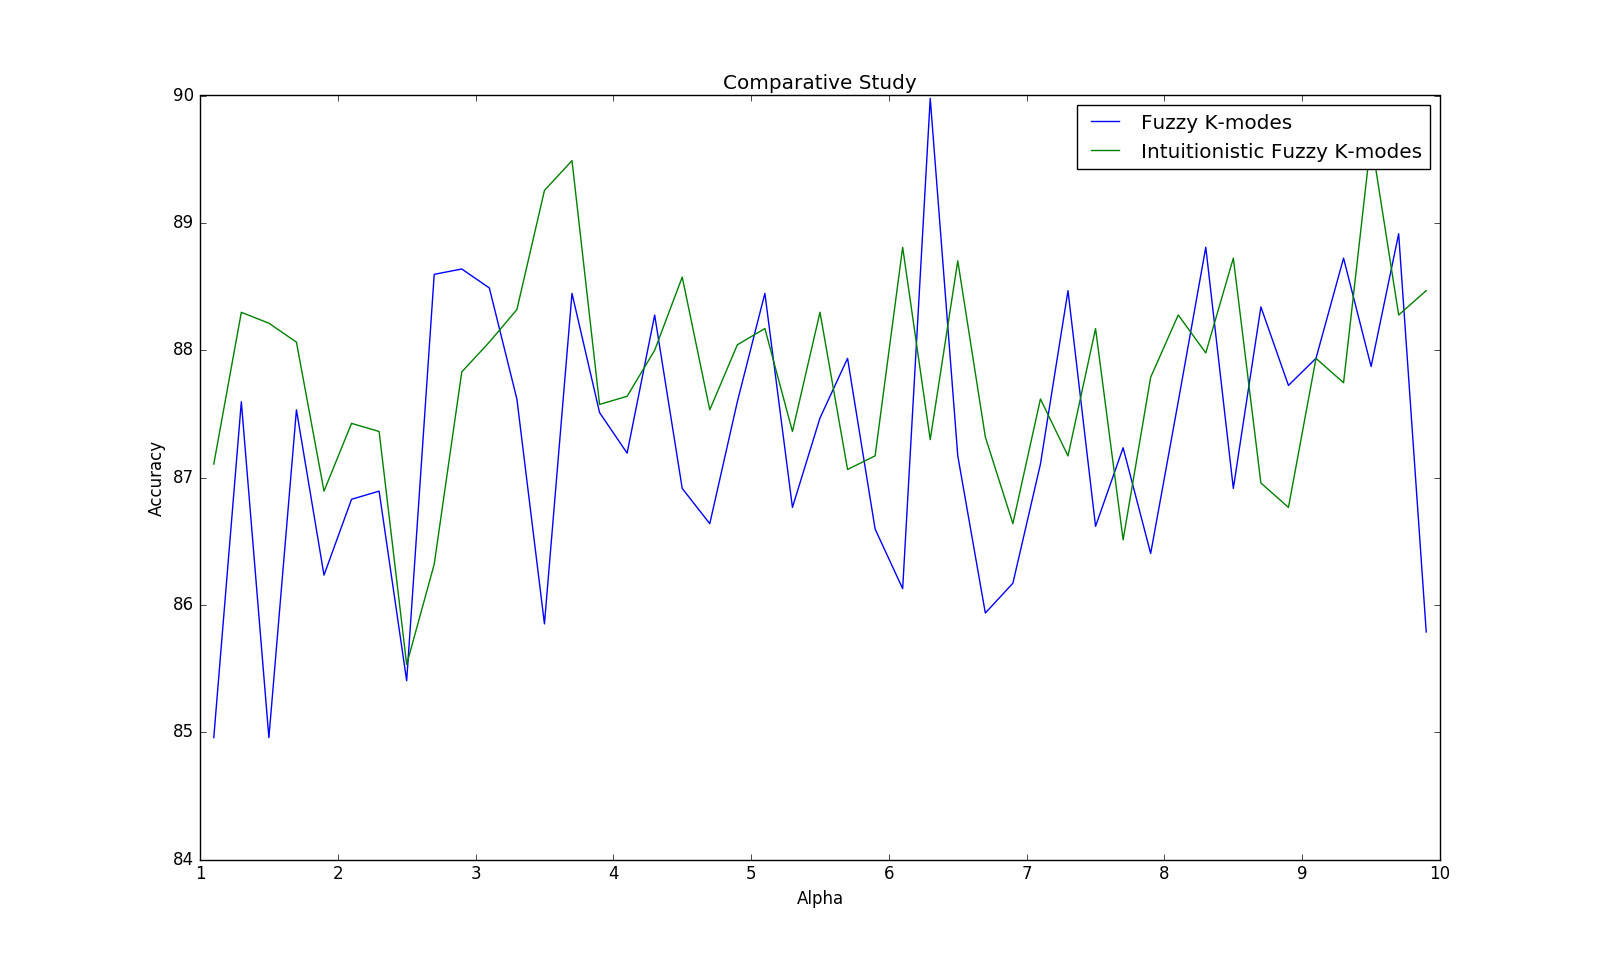 Comparative Study
Fuzzy K-modes
Intuitionistic Fuzzy K-modes
90
89
88
87
86
85
84
Accuracy
1 2 3 4 5 6 7 8 9 10
Alpha